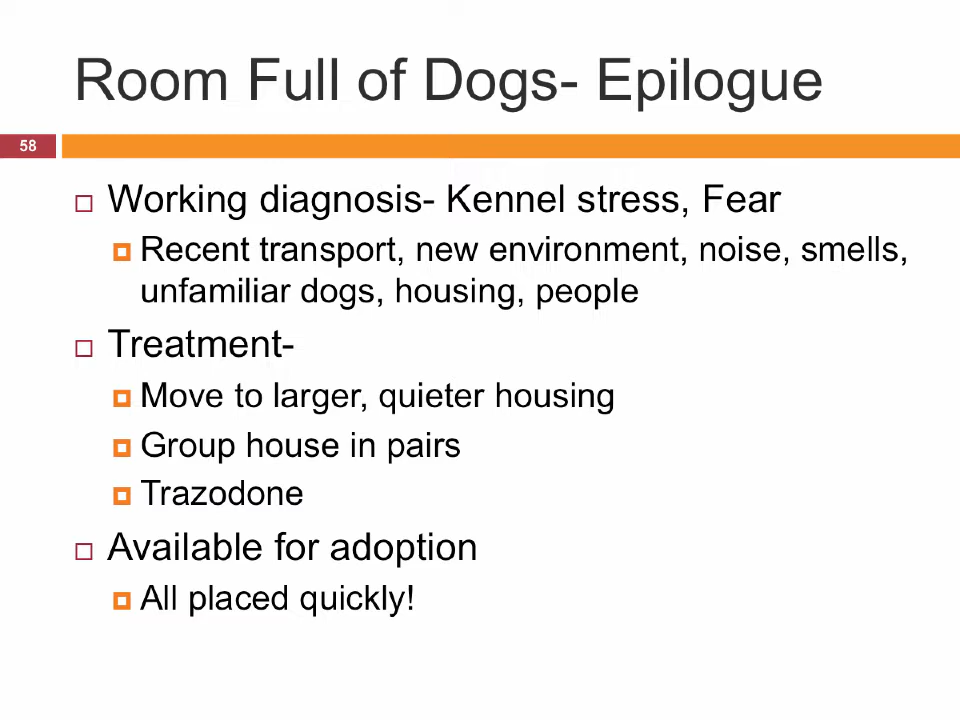 Room Full of Dogs- Epilogue
58
Working diagnosis- Kennel stress, Fear
Recent transport, new environment, noise, smells,
unfamiliar dogs, housing, people
Treatment-
Move to larger, quieter housing
Group house in pairs
Trazodone
Available for adoption
All placed quickly!